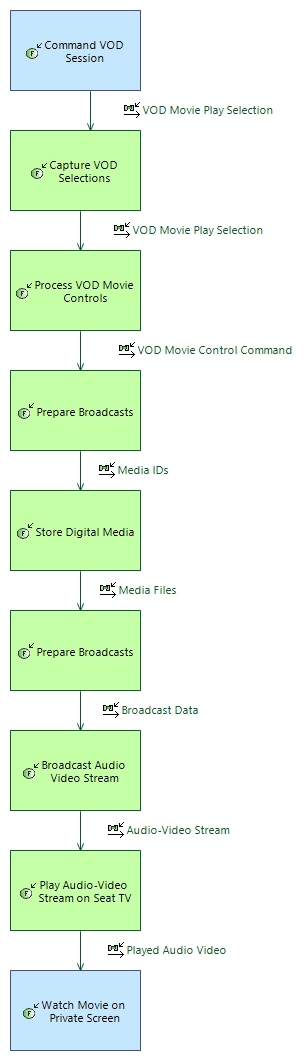 Command VOD
Session
VOD Movie Play Selection
Capture VOD
Selections
VOD Movie Play Selection
Process VOD Movie
Controls
VOD Movie Control Command
Prepare Broadcasts
Media IDs
Store Digital Media
Media Files
Prepare Broadcasts
Broadcast Data
Broadcast Audio
Video Stream
Audio-Video Stream
Play Audio-Video
Stream on Seat TV
Played Audio Video
Watch Movie on
Private Screen